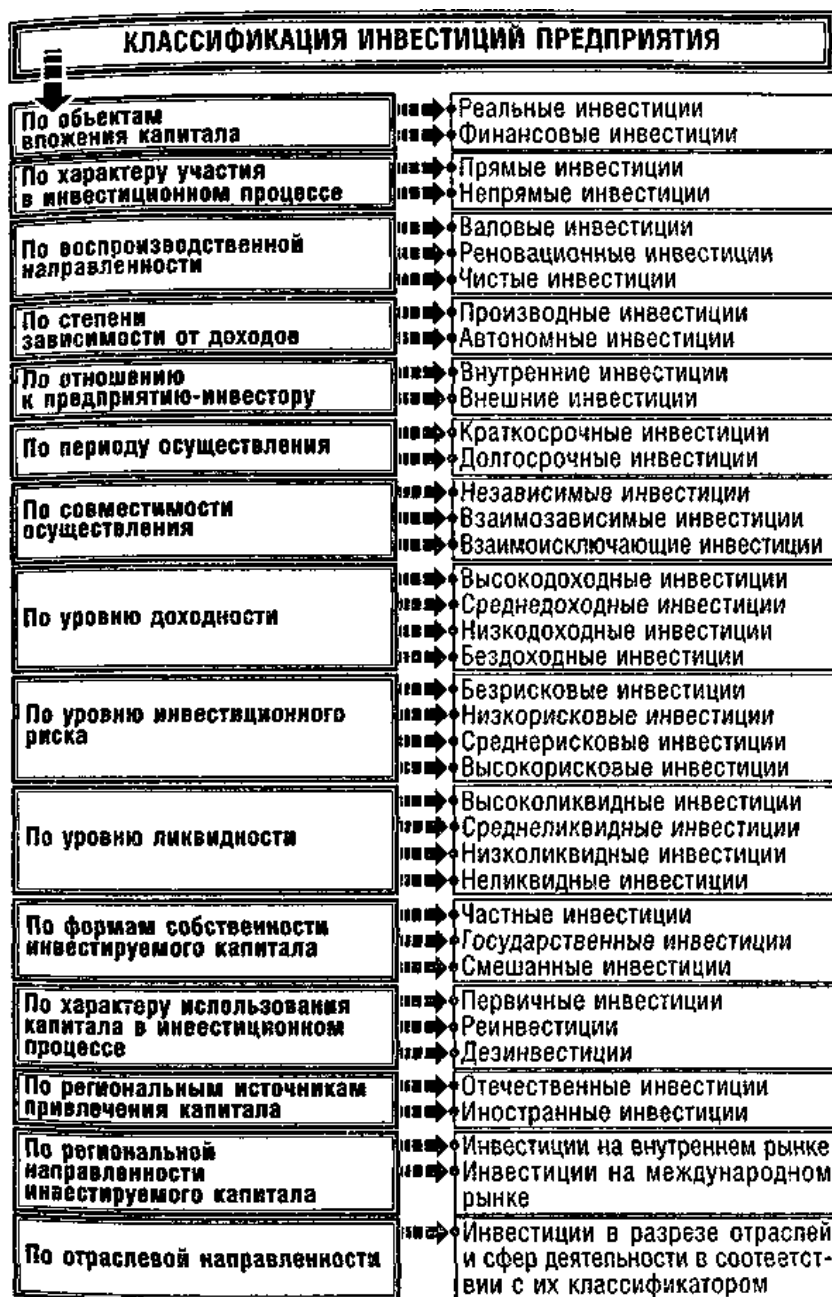 КЛАССИФИКАЦИЯ ИНВЕСТИЦИЙ ПРЕДПРИЯТИЯ
По объектам
вложения капитала
Реальные инвестиции
Финансовые инвестиции
По характеру участия
в инвестиционном процессе
Прямые инвестиции
Непрямые инвестиции
По воспроизводственной
направленности
Валовые инвестиции
Реновационные инвестиции
Чистые инвестиции
По степени
зависимости от доходов
Производные инвестиции
Автономные инвестиции
По отношению
к предприятию-инвестору
Внутренние инвестиции
Внешние инвестиции
По периоду осуществления
Краткосрочные инвестиции
Долгосрочные инвестиции
По совместимости
осуществления
Независимые инвестиции
Взаимозависимые инвестиции
Взаимоисключающие инвестиции
По уровню доходности
Высокодоходные инвестиции
Среднедоходные инвестиции
Низкодоходные инвестиции
Бездоходные инвестиции
По уровню инвестиционного
риска
Безрисковые инвестиции
Низкорисковые инвестиции
Среднерисковые инвестиции
Высокорисковые инвестиции
По уровню ликвидности
Высоколиквидные инвестиции
Среднеликвидные инвестиции
Низколиквидные инвестиции
Неликвидные инвестиции
По формам собственности
инвестируемого капитала
Частные инвестиции
Государственные инвестиции
Смешанные инвестиции
По характеру использования
капитала в инвестиционном
процессе
Первичные инвестиции
Реинвестиции
Дезинвестиции
По региональным источникам
привлечения капитала
Отечественные инвестиции
Иностранные инвестиции
По региональной
направленности
инвестируемого капитала
Инвестиции на внутреннем рынке
Инвестиции на международном
рынке
По отраслевой направленности
Инвестиции в разрезе отраслей
и сфер деятельности в соответст-
вии с их классификатором